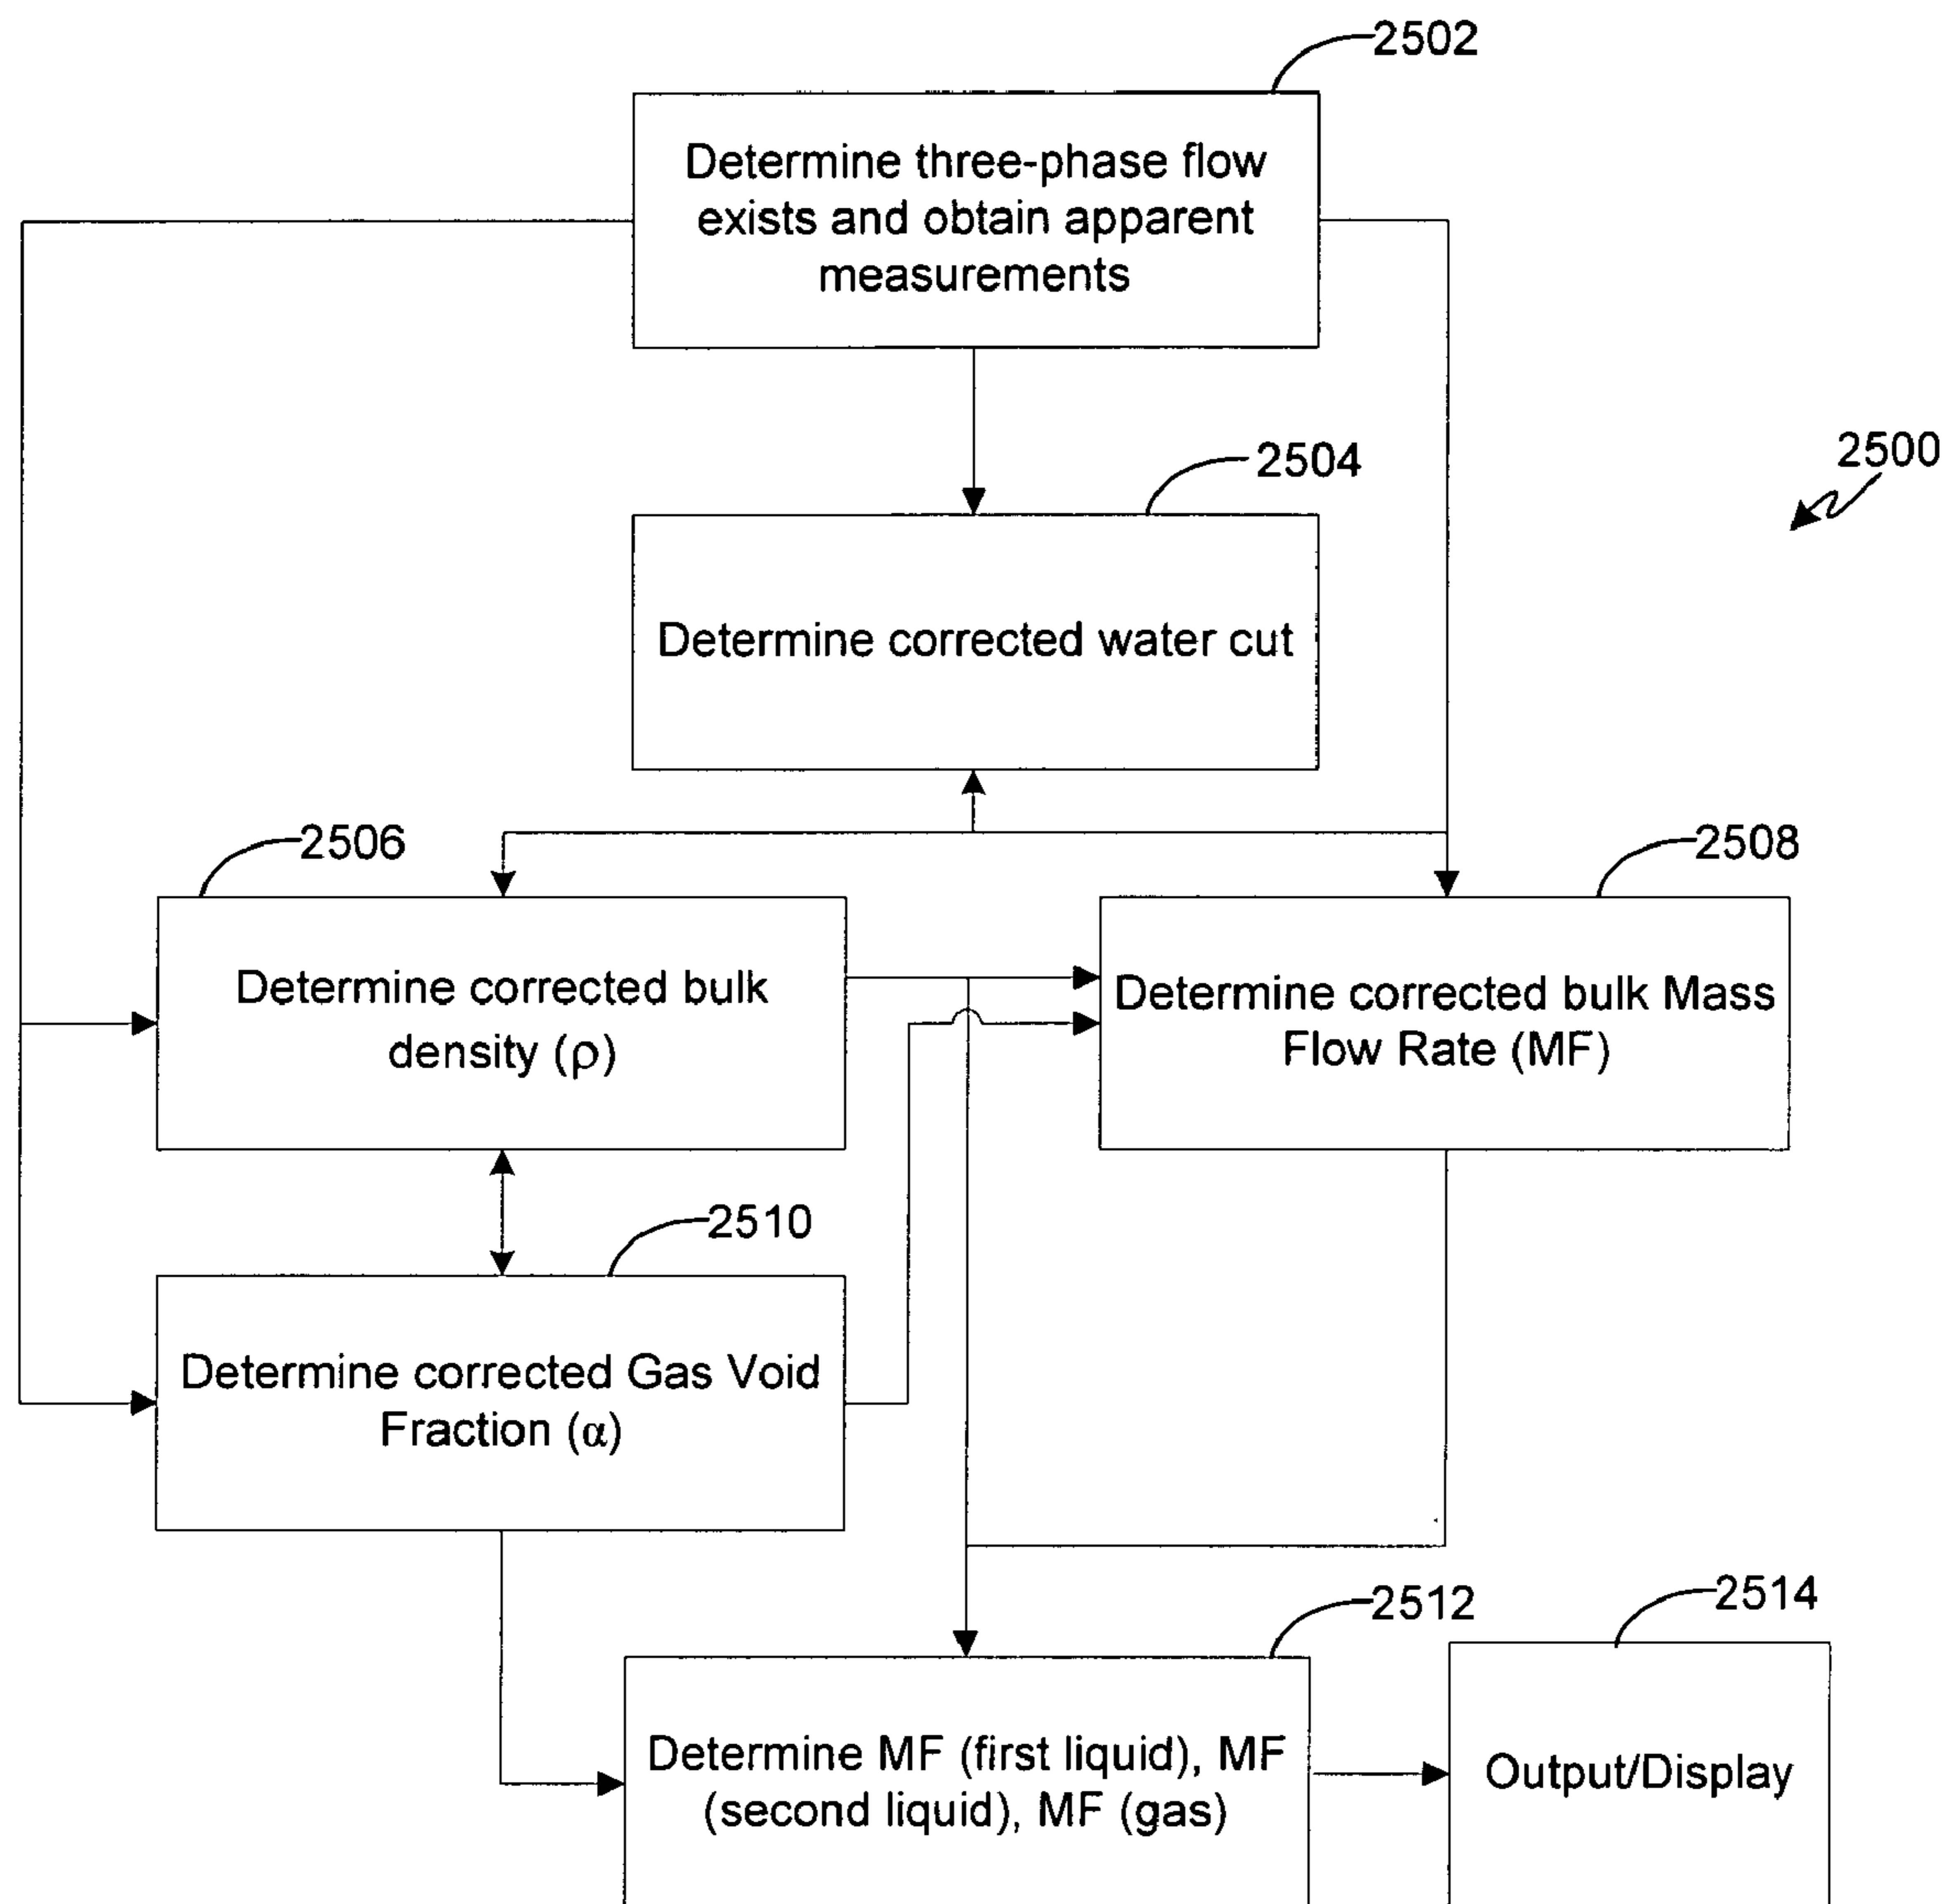 2502
Determine three-phase flow
exists and obtain apparent
measurements
2504
2500
Determine corrected water cut
2506
2508
Determine corrected bulk
density (ρ)
Determine corrected bulk Mass
Flow Rate (MF)
2510
Determine corrected Gas Void
Fraction (α)
2512
2514
Determine MF (first liquid), MF
(second liquid), MF (gas)
Output/Display